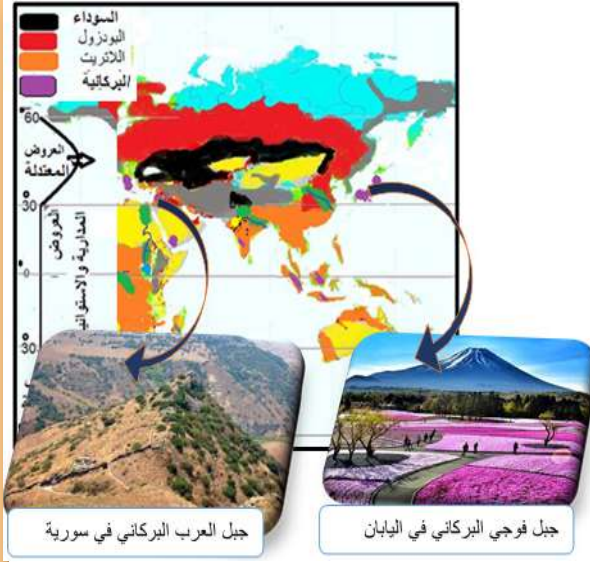 السوداء
البودزول
اللاتريت
البركانية
60
العروض
المعتدلة
30
العروض
المدارية والاستوائي
0
30
جبل العرب البركاني في سورية
جبل فوجي البركاني في اليابان